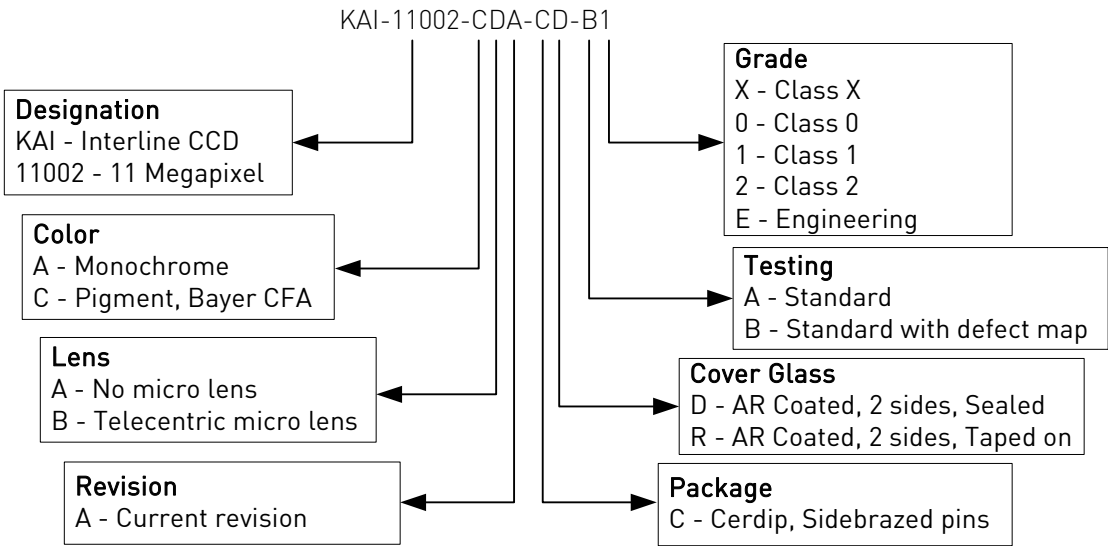 KAI-11002-CDA-CD-B1
Designation
KAI - Interline CCD
11002 - 11 Megapixel
Color
A - Monochrome
C - Pigment, Bayer CFA
Lens
A - No micro lens
B - Telecentric micro lens
Revision
A - Current revision
Grade
X - Class X
0 - Class 0
1 - Class 1
2 - Class 2
E - Engineering
Testing
A - Standard
B - Standard with defect map
Cover Glass
D - AR Coated, 2 sides, Sealed
R - AR Coated, 2 sides, Taped on
Package
C - Cerdip, Sidebrazed pins